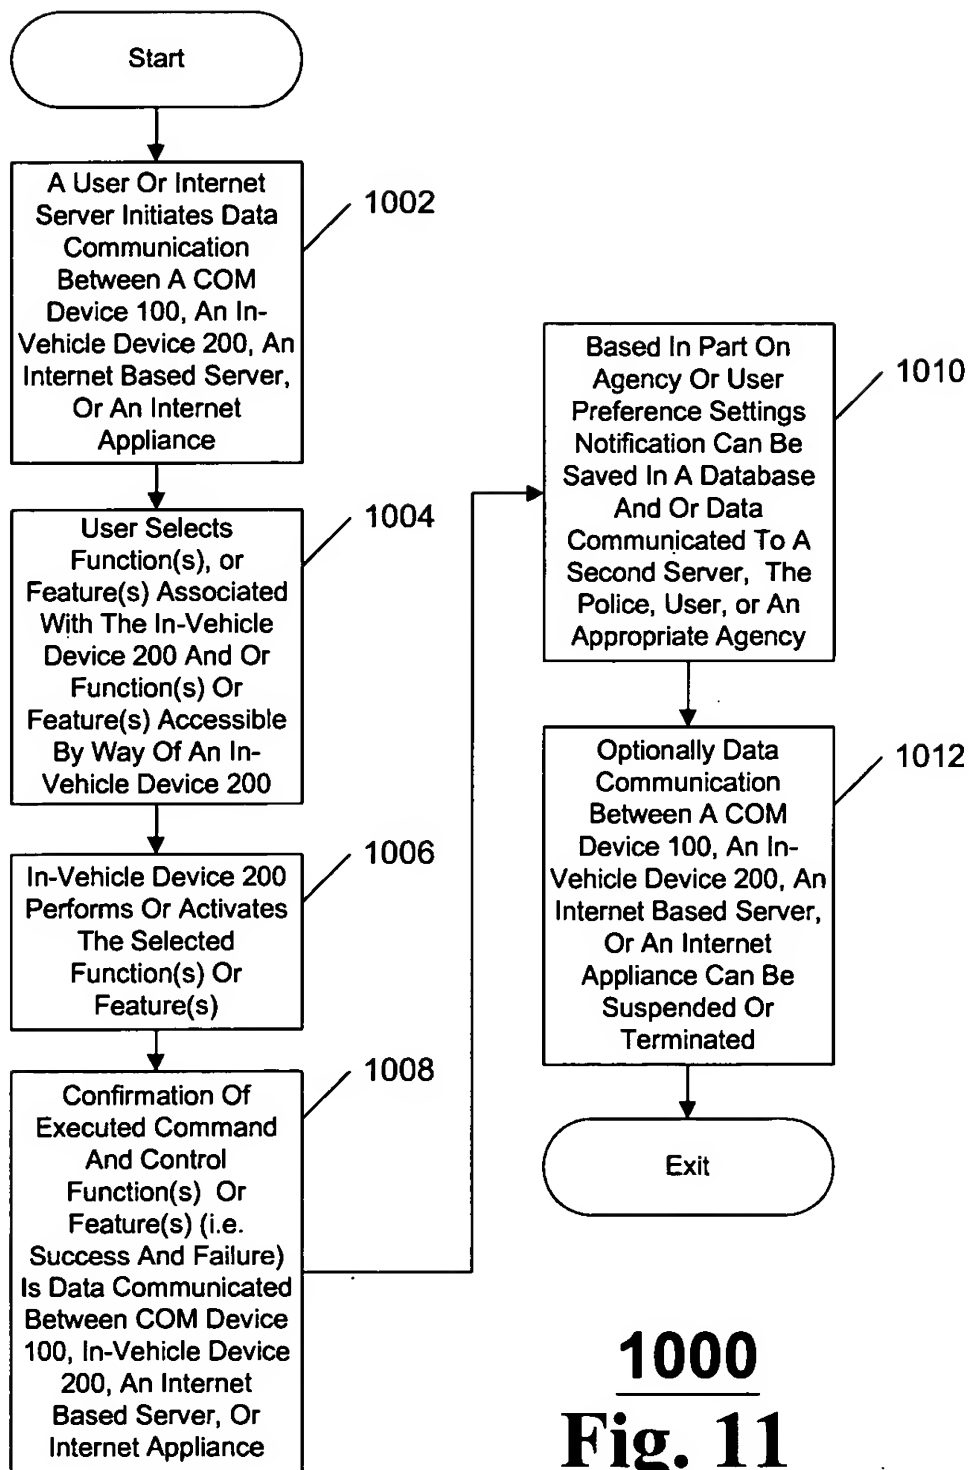 Start
A User Or Internet
Server Initiates Data
Communication
Between A COM
Device 100, An In-
Vehicle Device 200, An
Internet Based Server,
Or An Internet
Appliance
1002
User Selects
Function(s), or
Feature(s) Associated
With The In-Vehicle
Device 200 And Or
Function(s) Or
Feature(s) Accessible
By Way Of An In-
Vehicle Device 200
1004
In-Vehicle Device 200
Performs Or Activates
The Selected
Function(s) Or
Feature(s)
1006
Confirmation Of
Executed Command
And Control
Function(s) Or
Feature(s) (i.e.
Success And Failure)
Is Data Communicated
Between COM Device
100, In-Vehicle Device
200, An Internet
Based Server, Or
Internet Appliance
1008
Based In Part On
Agency Or User
Preference Settings
Notification Can Be
Saved In A Database
And Or Data
Communicated To A
Second Server, The
Police, User, or An
Appropriate Agency
1010
Optionally Data
Communication
Between A COM
Device 100, An In-
Vehicle Device 200, An
Internet Based Server,
Or An Internet
Appliance Can Be
Suspended Or
Terminated
1012
Exit
1000
Fig. 11